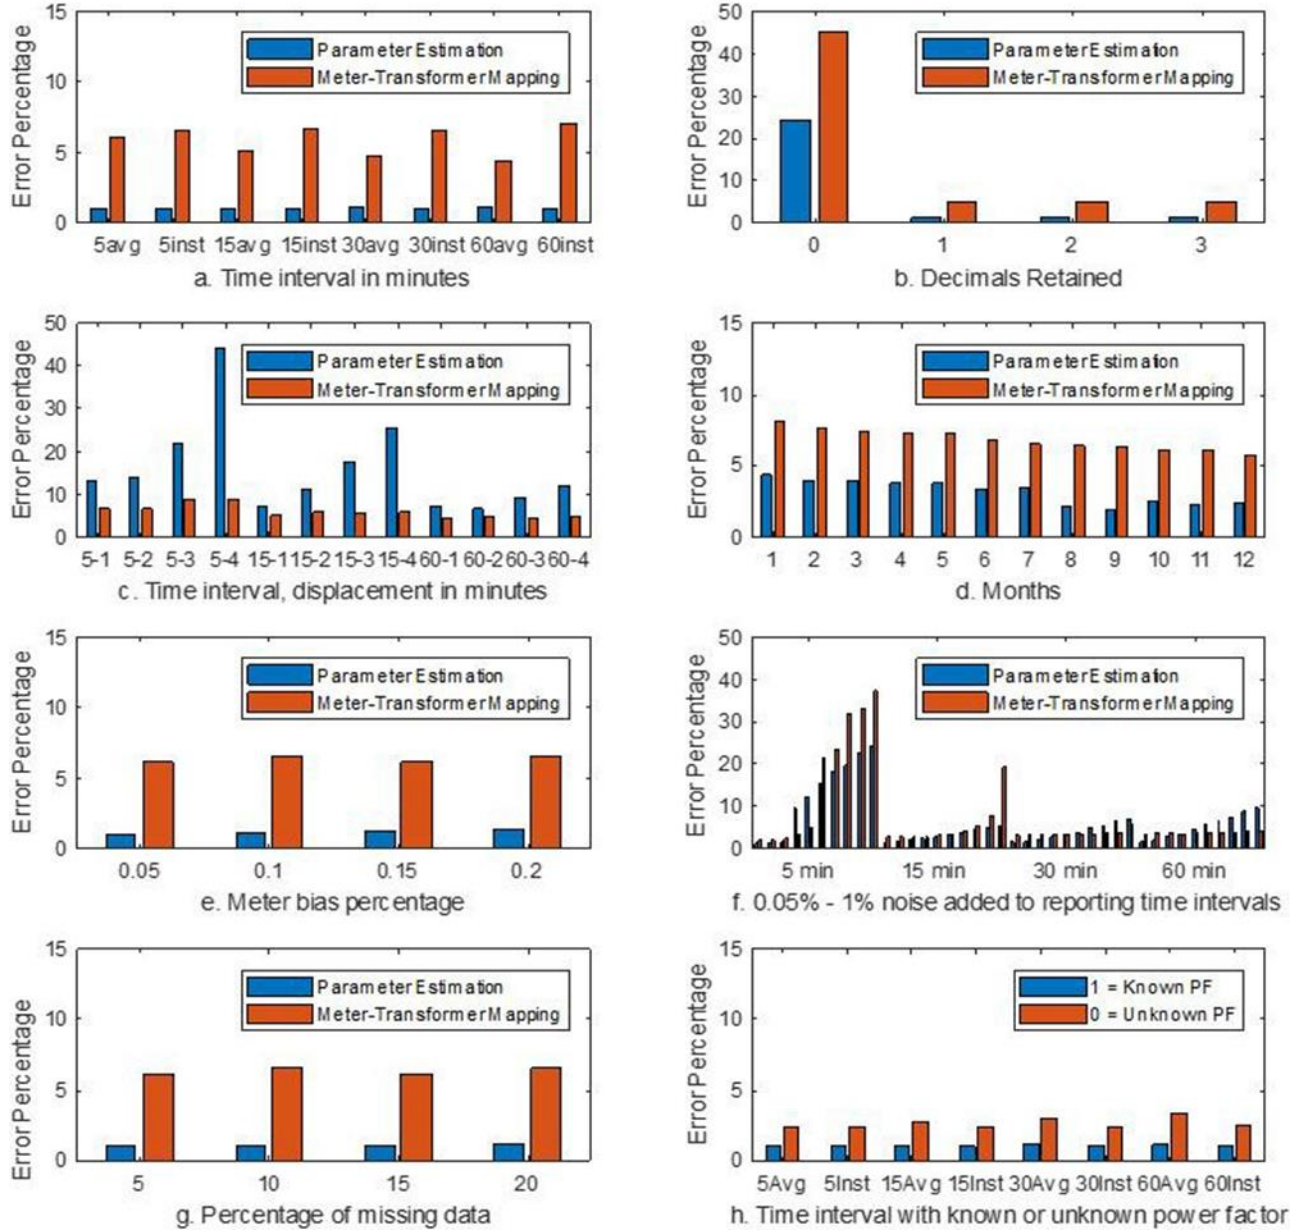 15
10
5
0
Error Percentage
Parameter Estimation
Meter-Transformer Mapping
5avg 5inst 15avg 15inst 30avg 30inst 60avg 60inst
a. Time interval in minutes
50
40
30
20
10
0
Error Percentage
Parameter Estimation
Meter-Transformer Mapping
0 1 2 3
b. Decimals Retained
50
40
30
20
10
0
Error Percentage
Parameter Estimation
Meter-Transformer Mapping
5-1 5-2 5-3 5-4 15-1 15-2 15-3 15-4 60-1 60-2 60-3 60-4
c. Time interval, displacement in minutes
15
10
5
0
Error Percentage
Parameter Estimation
Meter-Transformer Mapping
1 2 3 4 5 6 7 8 9 10 11 12
d. Months
15
10
5
0
Error Percentage
Parameter Estimation
Meter-Transformer Mapping
0.05 0.1 0.15 0.2
e. Meter bias percentage
50
40
30
20
10
0
Error Percentage
Parameter Estimation
Meter-Transformer Mapping
5 min 15 min 30 min 60 min
f. 0.05% - 1% noise added to reporting time intervals
15
10
5
0
Error Percentage
Parameter Estimation
Meter-Transformer Mapping
5 10 15 20
g. Percentage of missing data
15
10
5
0
Error Percentage
1 = Known PF
0 = Unknown PF
5Avg 5Inst 15Avg 15Inst 30Avg 30Inst 60Avg 60Inst
h. Time interval with known or unknown power factor